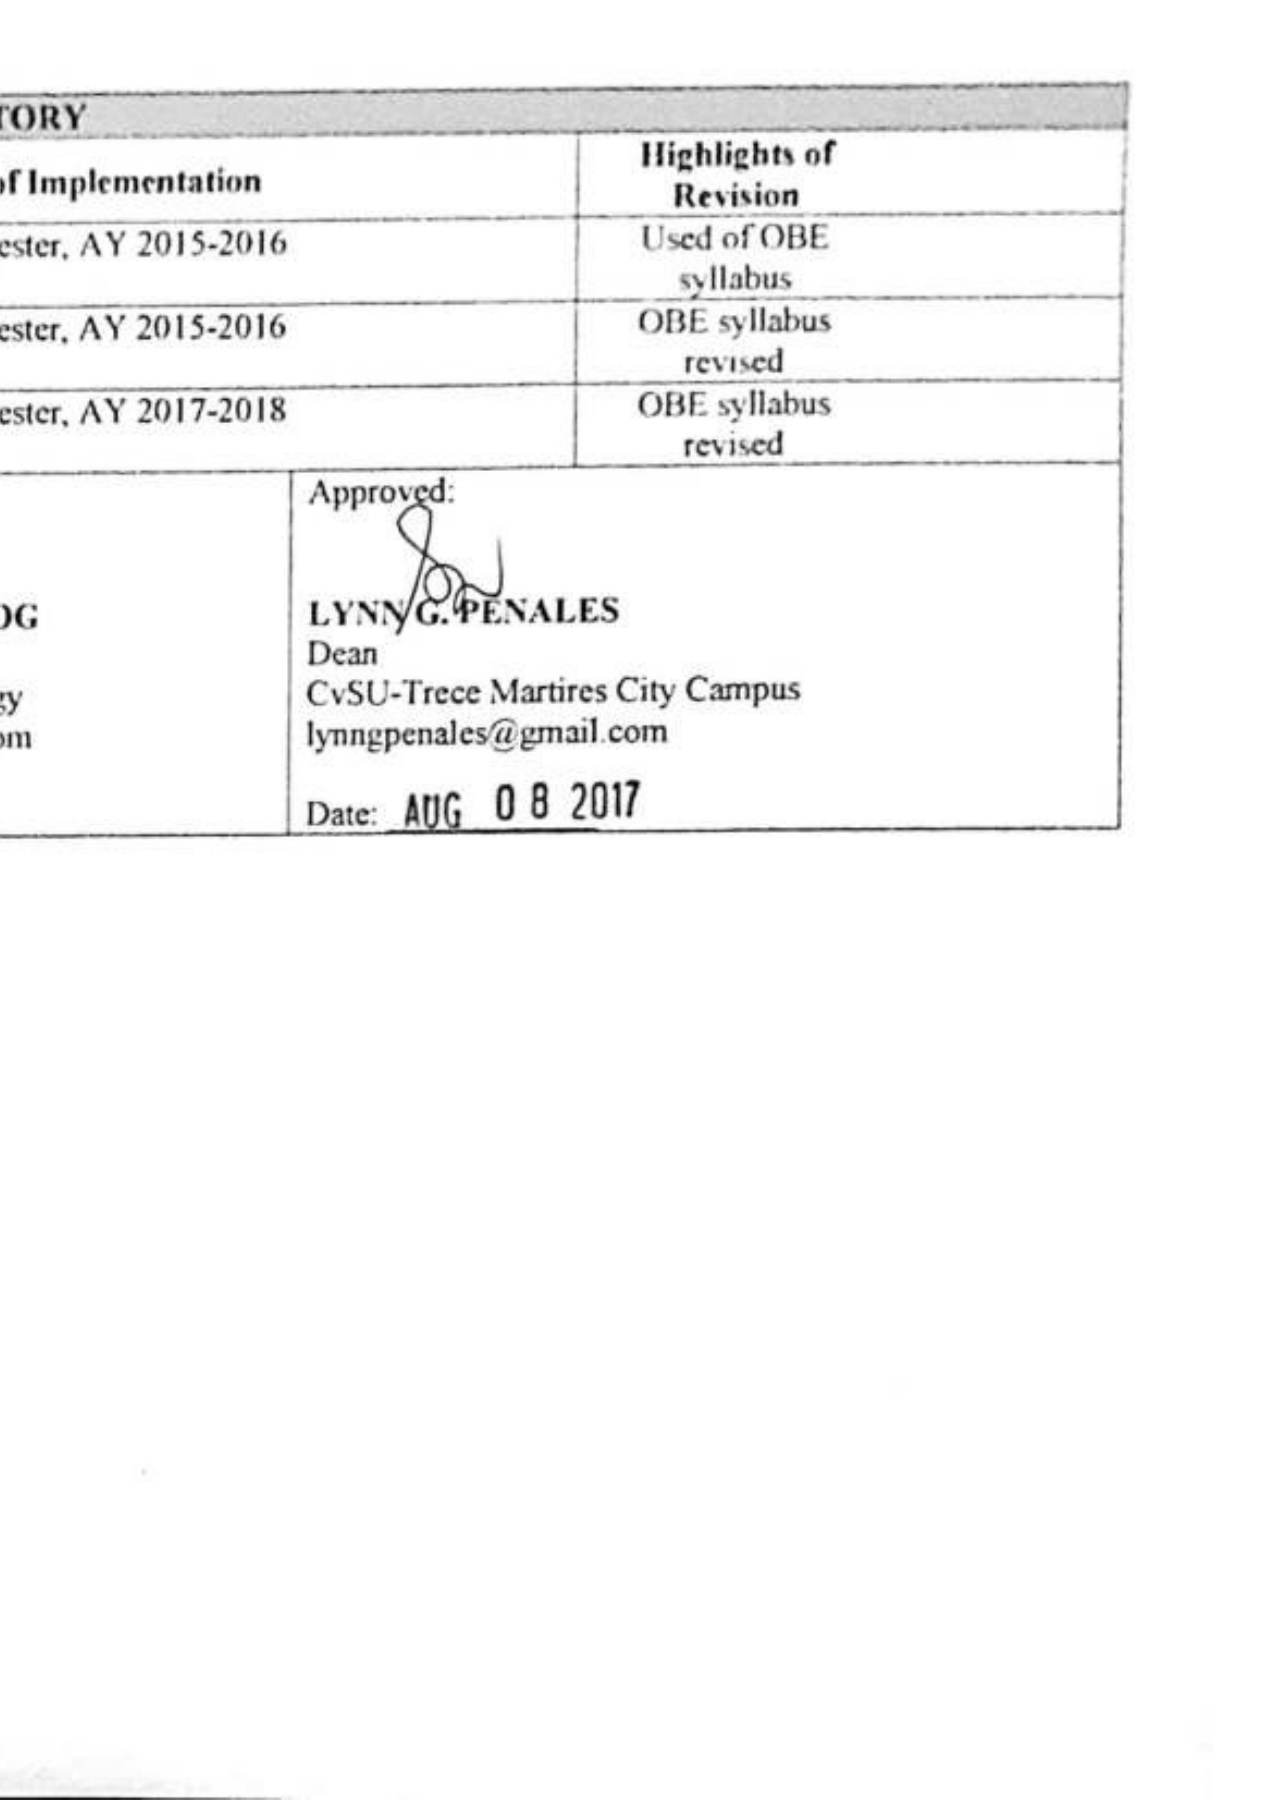 TORY
of Implementation
Highlights of
Revision
ester, AY 2015-2016
Used of OBE
syllabus
ester, AY 2015-2016
OBE syllabus
revised
ester, AY 2017-2018
OBE syllabus
revised
OG
gy
om
Approved:
LYNN G. PENALES
Dean
CvSU-Trece Martires City Campus
lynngpenales@gmail.com
Date: AUG 08 2017